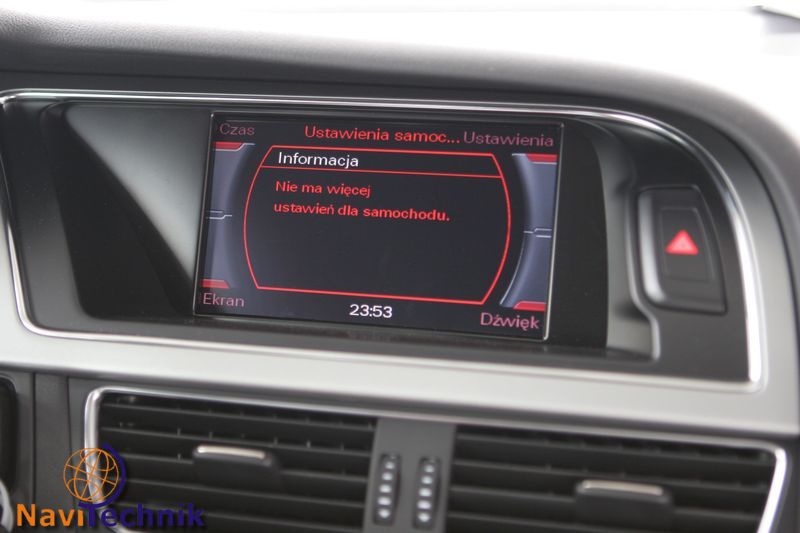 Czas
Ustawienia samoc... Ustawienia
Informacja
Nie ma więcej
ustawień dla samochodu.
Ekran
23:53
Dźwięk
NaviTechnik